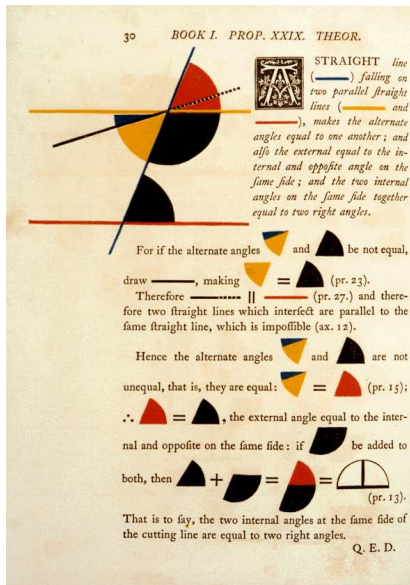 30 BOOK I. PROP. XXIX. THEOR.
A STRAIGHT line
( ) falling on
two parallel ſtraight
lines ( and
), makes the alternate
angles equal to one another ; and
alſo the external equal to the in-
ternal and oppoſite angle on the
ſame ſide ; and the two internal
angles on the ſame ſide together
equal to two right angles.
For if the alternate angles and be not equal,
draw , making = (pr. 23).
Therefore || (pr. 27.) and there-
fore two ſtraight lines which interſect are parallel to the
ſame ſtraight line, which is impoſſible (ax. 12).
Hence the alternate angles and are not
unequal, that is, they are equal: = (pr. 15);
∴ = , the external angle equal to the inter-
nal and oppoſite on the ſame ſide: if be added to
both, then + = =
(pr. 13).
That is to ſay, the two internal angles at the ſame ſide of
the cutting line are equal to two right angles.
Q. E. D.